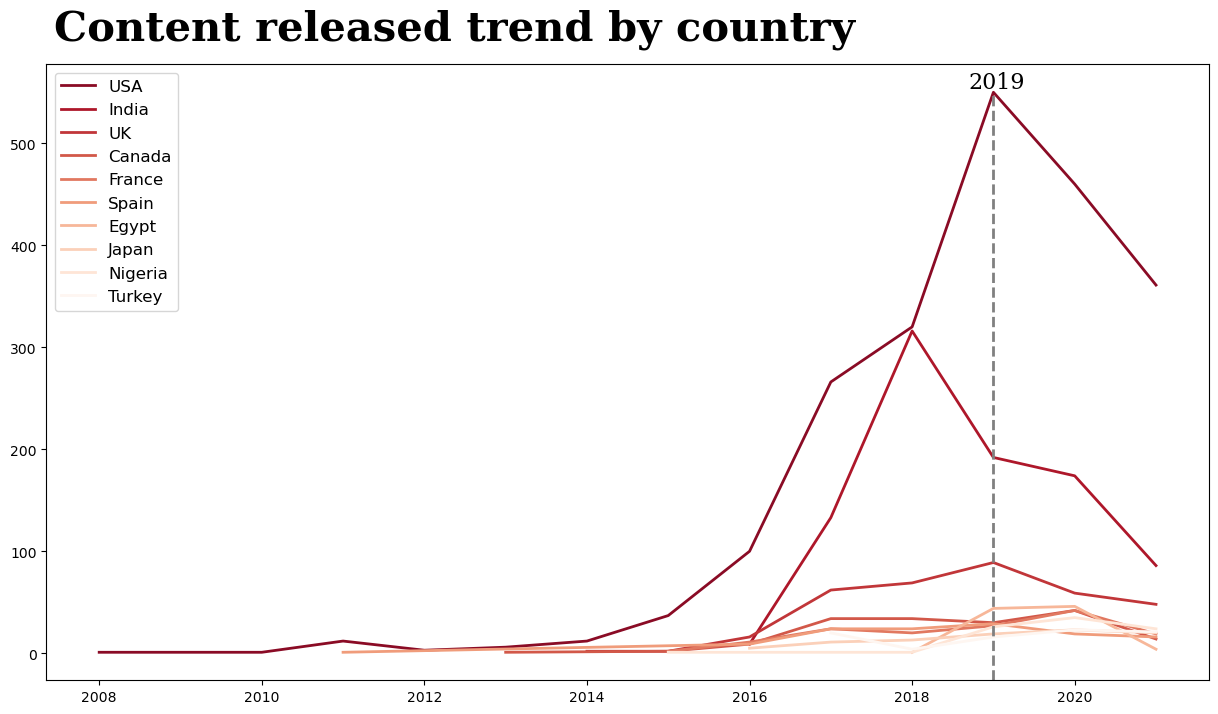 Content released trend by country
2019
USA
India
UK
Canada
France
Spain
Egypt
Japan
Nigeria
Turkey
500
400
300
200
100
0
2008 2010 2012 2014 2016 2018 2020